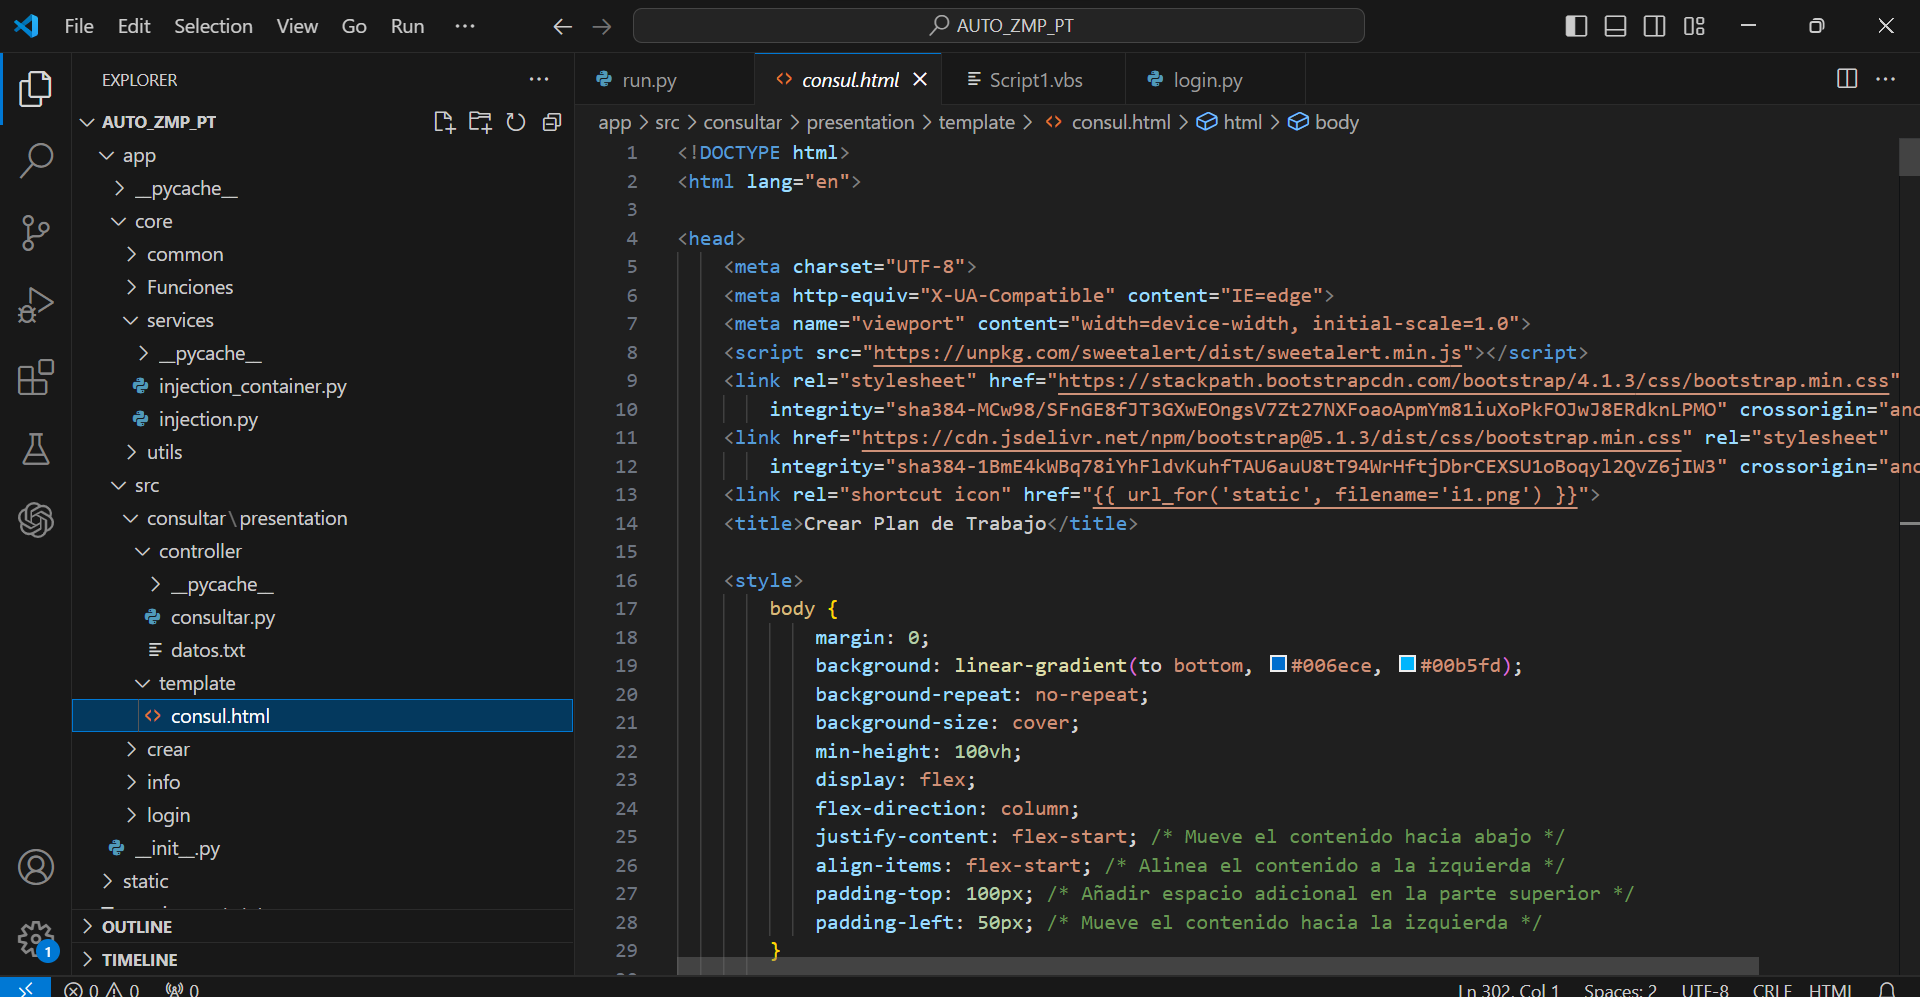 File Edit Selection View Go Run ···
AUTO_ZMP_PT
EXPLORER
AUTO_ZMP_PT
app
__pycache__
core
common
Funciones
services
__pycache__
injection_container.py
injection.py
utils
src
consultar\presentation
controller
__pycache__
consultar.py
datos.txt
template
consul.html
crear
info
login
__init__.py
static
OUTLINE
TIMELINE
run.py consul.html Script1.vbs login.py
app > src > consultar > presentation > template > consul.html > html > body
1 <!DOCTYPE html>
2 <html lang="en">
3
4 <head>
5 <meta charset="UTF-8">
6 <meta http-equiv="X-UA-Compatible" content="IE=edge">
7 <meta name="viewport" content="width=device-width, initial-scale=1.0">
8 <script src="https://unpkg.com/sweetalert/dist/sweetalert.min.js"></script>
9 <link rel="stylesheet" href="https://stackpath.bootstrapcdn.com/bootstrap/4.1.3/css/bootstrap.min.css"
10 integrity="sha384-MCw98/SFnGE8fJT3GXwEOngsV7Zt27NXFoaoApmYm81iuXoPkFOJwJ8ERdknLPMO" crossorigin="ano
11 <link href="https://cdn.jsdelivr.net/npm/bootstrap@5.1.3/dist/css/bootstrap.min.css" rel="stylesheet"
12 integrity="sha384-1BmE4kWBq78iYhFldvKuhfTAU6auU8tT94WrHftjDbrCEXSU1oBoqyl2QvZ6jIW3" crossorigin="ano
13 <link rel="shortcut icon" href="{{ url_for('static', filename='i1.png') }}">
14 <title>Crear Plan de Trabajo</title>
15
16 <style>
17 body {
18 margin: 0;
19 background: linear-gradient(to bottom, #006ece, #00b5fd);
20 background-repeat: no-repeat;
21 background-size: cover;
22 min-height: 100vh;
23 display: flex;
24 flex-direction: column;
25 justify-content: flex-start; /* Mueve el contenido hacia abajo */
26 align-items: flex-start; /* Alinea el contenido a la izquierda */
27 padding-top: 100px; /* Añadir espacio adicional en la parte superior */
28 padding-left: 50px; /* Mueve el contenido hacia la izquierda */
29 }
1
0 0 0 Ln 302, Col 1 Spaces: 2 UTF-8 CRLF HTML